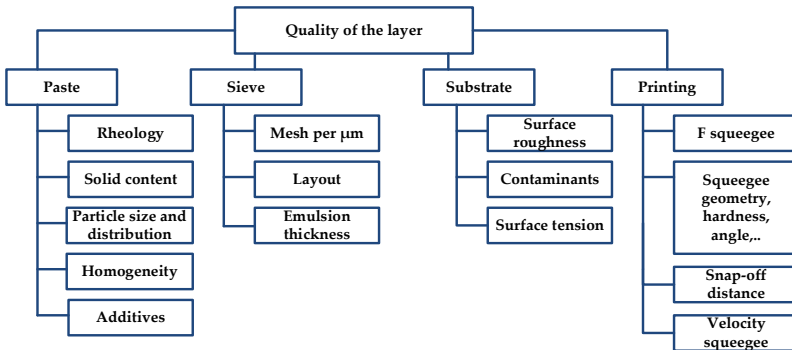 Quality of the layer
Paste
Sieve
Substrate
Printing
Rheology
Solid content
Particle size and
distribution
Homogeneity
Additives
Mesh per µm
Layout
Emulsion
thickness
Surface
roughness
Contaminants
Surface tension
F squeegee
Squeegee
geometry,
hardness,
angle,..
Snap-off
distance
Velocity
squeegee